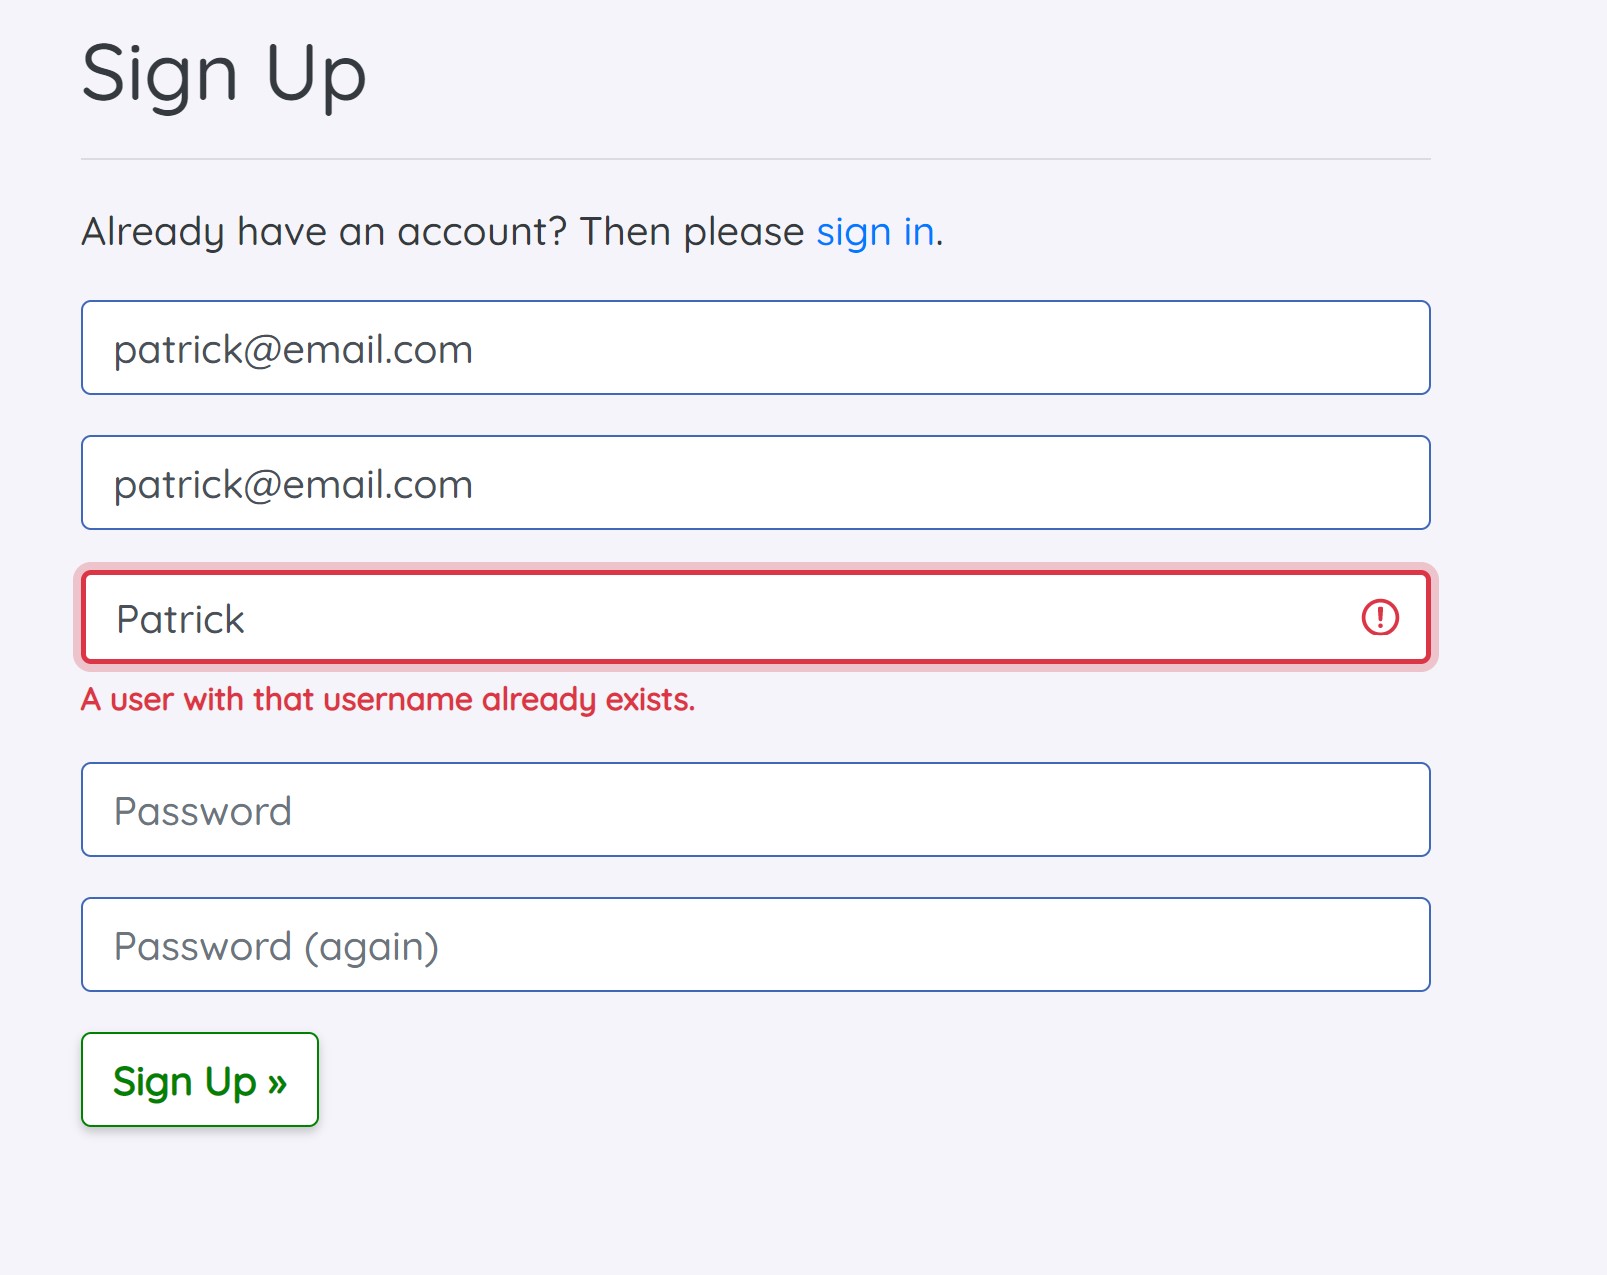 Sign Up
Already have an account? Then please sign in.
patrick@email.com
patrick@email.com
Patrick
A user with that username already exists.
Password
Password (again)
Sign Up »